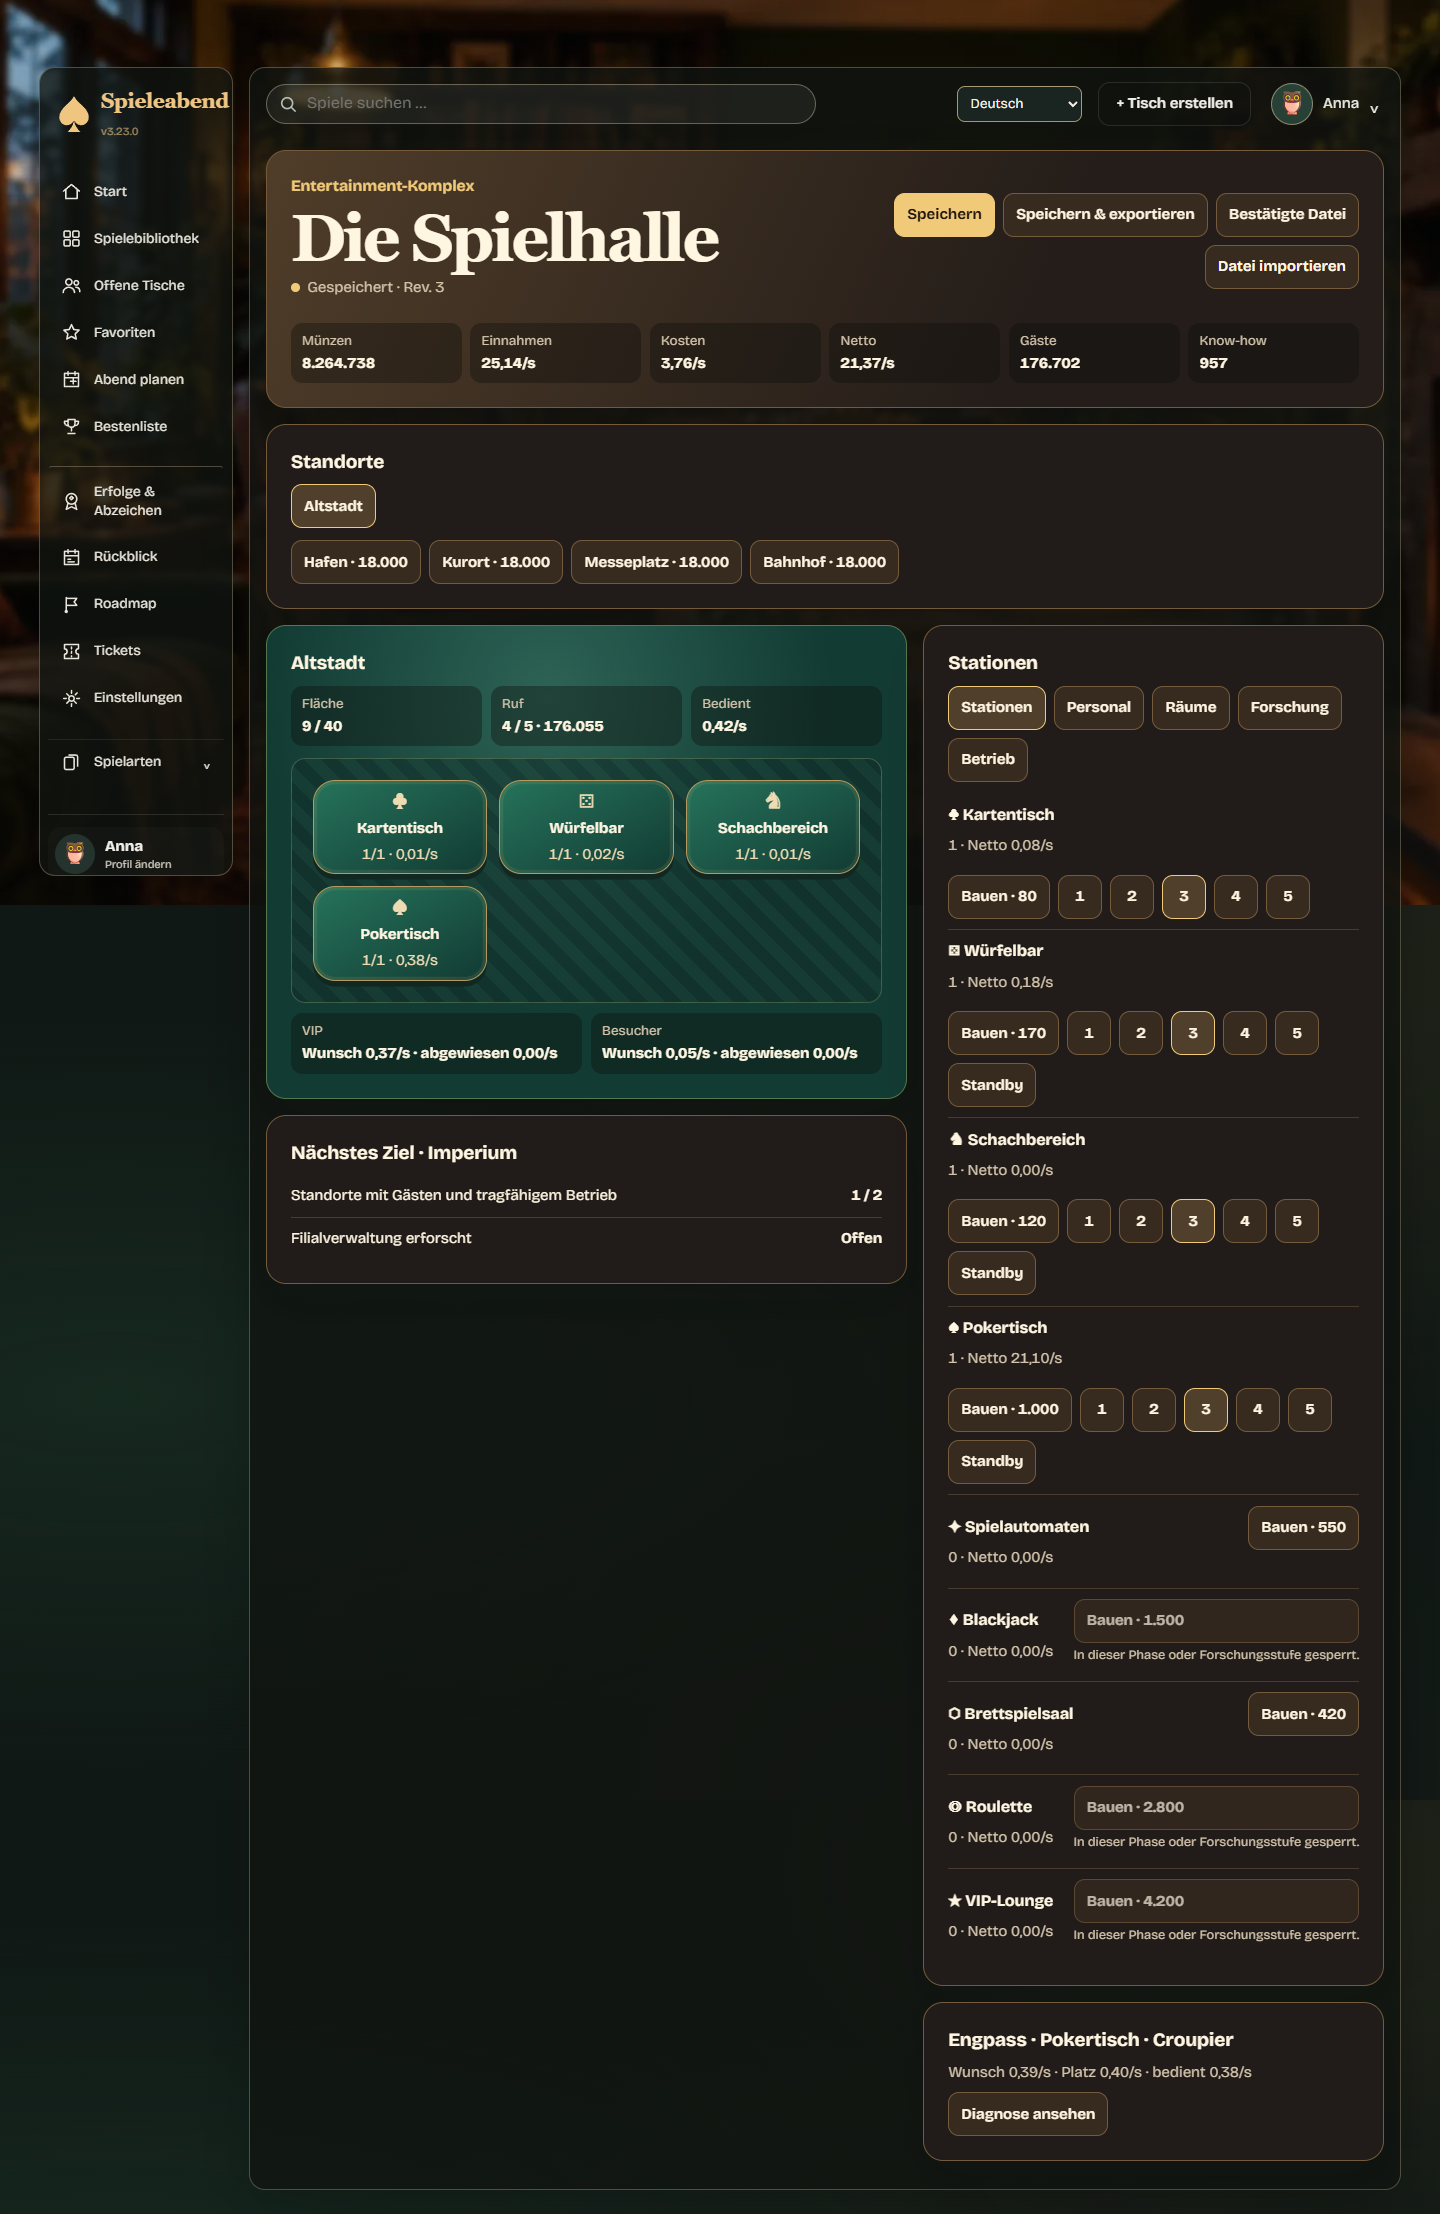 Spieleabend
v3.23.0
Start
Spielebibliothek
Offene Tische
Favoriten
Abend planen
Bestenliste
Erfolge &
Abzeichen
Rückblick
Roadmap
Tickets
Einstellungen
Spielarten
Anna
Profil ändern
Spiele suchen ...
Deutsch
+ Tisch erstellen
Anna
Entertainment-Komplex
Die Spielhalle
Gespeichert · Rev. 3
Speichern
Speichern & exportieren
Bestätigte Datei
Datei importieren
Münzen
8.264.738
Einnahmen
25,14/s
Kosten
3,76/s
Netto
21,37/s
Gäste
176.702
Know-how
957
Standorte
Altstadt
Hafen · 18.000
Kurort · 18.000
Messeplatz · 18.000
Bahnhof · 18.000
Altstadt
Fläche
9 / 40
Ruf
4 / 5 · 176.055
Bedient
0,42/s
♣
Kartentisch
1/1 · 0,01/s
⚄
Würfelbar
1/1 · 0,02/s
♞
Schachbereich
1/1 · 0,01/s
♠
Pokertisch
1/1 · 0,38/s
VIP
Wunsch 0,37/s · abgewiesen 0,00/s
Besucher
Wunsch 0,05/s · abgewiesen 0,00/s
Nächstes Ziel · Imperium
Standorte mit Gästen und tragfähigem Betrieb 1 / 2
Filialverwaltung erforscht Offen
Stationen
Stationen
Personal
Räume
Forschung
Betrieb
♣ Kartentisch
1 · Netto 0,08/s
Bauen · 80 1 2 3 4 5
⚄ Würfelbar
1 · Netto 0,18/s
Bauen · 170 1 2 3 4 5
Standby
♞ Schachbereich
1 · Netto 0,00/s
Bauen · 120 1 2 3 4 5
Standby
♠ Pokertisch
1 · Netto 21,10/s
Bauen · 1.000 1 2 3 4 5
Standby
✦ Spielautomaten
0 · Netto 0,00/s
Bauen · 550
♦ Blackjack
0 · Netto 0,00/s
Bauen · 1.500
In dieser Phase oder Forschungsstufe gesperrt.
⬡ Brettspielsaal
0 · Netto 0,00/s
Bauen · 420
Roulette
0 · Netto 0,00/s
Bauen · 2.800
In dieser Phase oder Forschungsstufe gesperrt.
★ VIP-Lounge
0 · Netto 0,00/s
Bauen · 4.200
In dieser Phase oder Forschungsstufe gesperrt.
Engpass · Pokertisch · Croupier
Wunsch 0,39/s · Platz 0,40/s · bedient 0,38/s
Diagnose ansehen